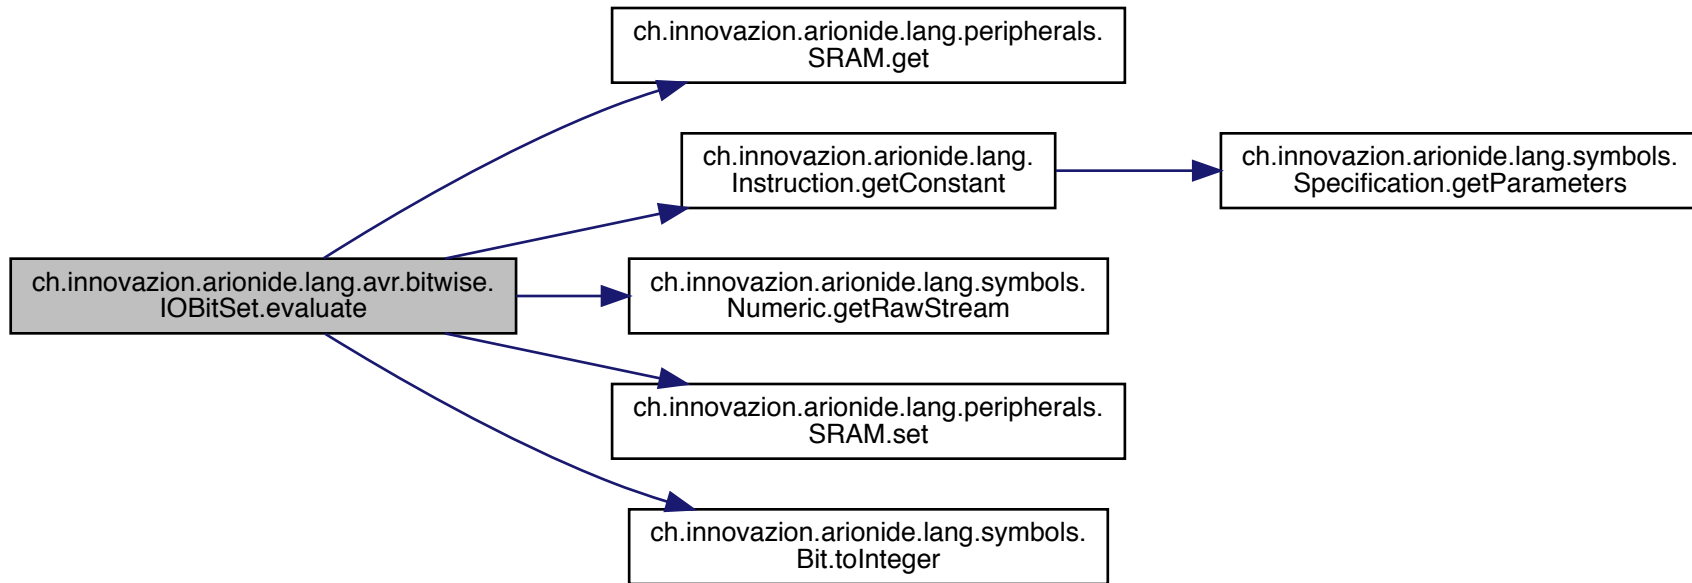 ch.innovazion.arionide.lang.peripherals.
SRAM.get
ch.innovazion.arionide.lang.
Instruction.getConstant
ch.innovazion.arionide.lang.symbols.
Specification.getParameters
ch.innovazion.arionide.lang.avr.bitwise.
IOBitSet.evaluate
ch.innovazion.arionide.lang.symbols.
Numeric.getRawStream
ch.innovazion.arionide.lang.peripherals.
SRAM.set
ch.innovazion.arionide.lang.symbols.
Bit.toInteger